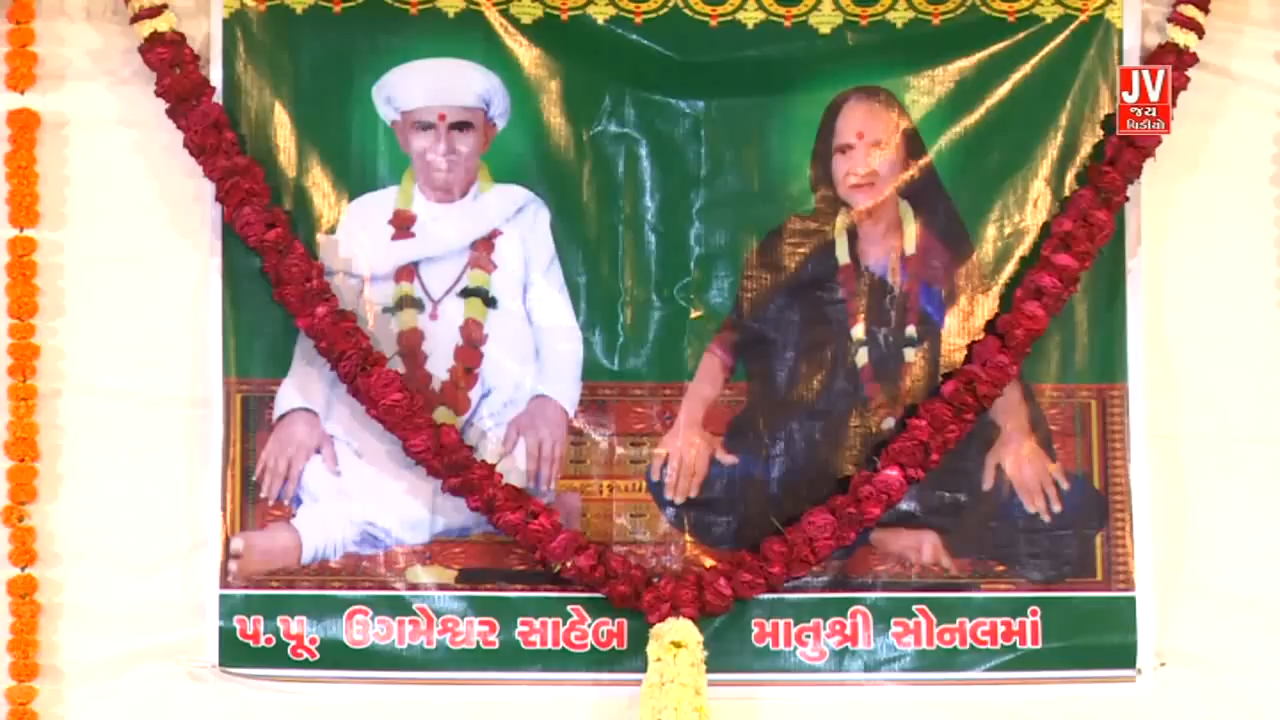 JV
જય
વિડીયો
પ.પૂ. ઉગમેશ્વર સાહેબ
માતુશ્રી સોનલમાં